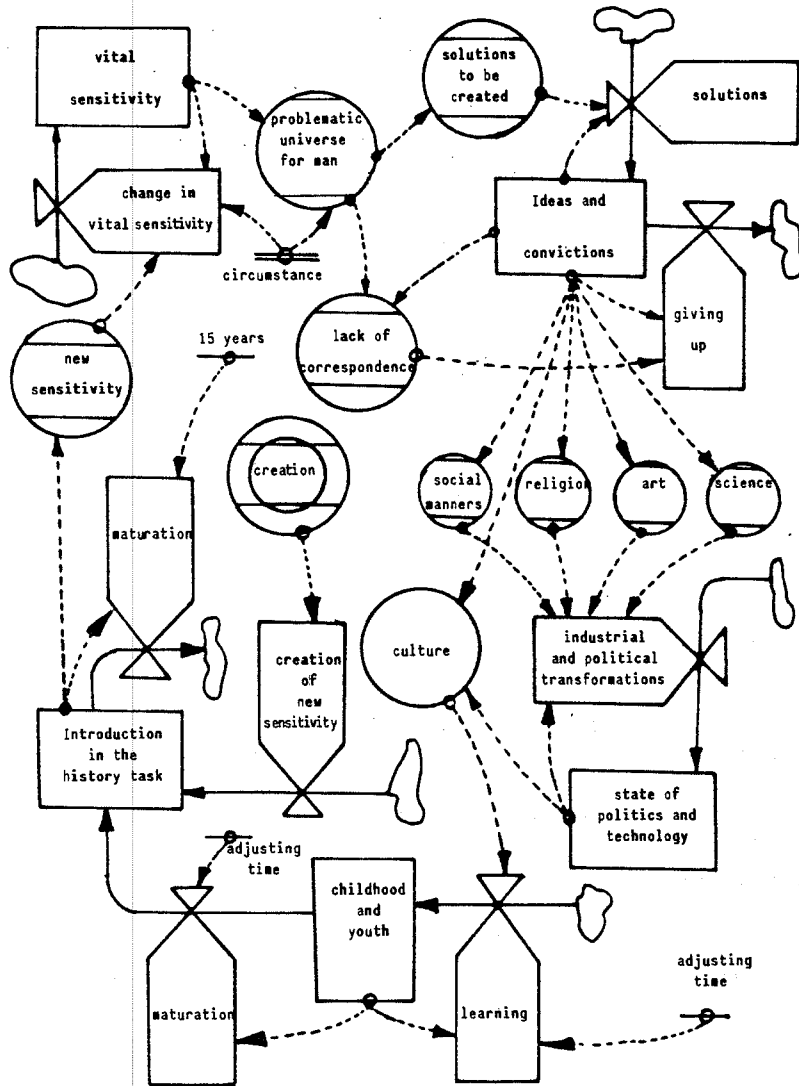 vital
sensitivity
problematic
universe
for man
solutions
to be
created
solutions
change in
vital sensitivity
circumstance
Ideas and
convictions
giving
up
new
sensitivity
15 years
lack of
correspondence
creation
maturation
social
manners
religion
art
science
culture
industrial
and political
transformations
creation
of
new
sensitivity
Introduction
in the
history task
state of
politics and
technology
adjusting
time
childhood
and
youth
maturation
learning
adjusting
time